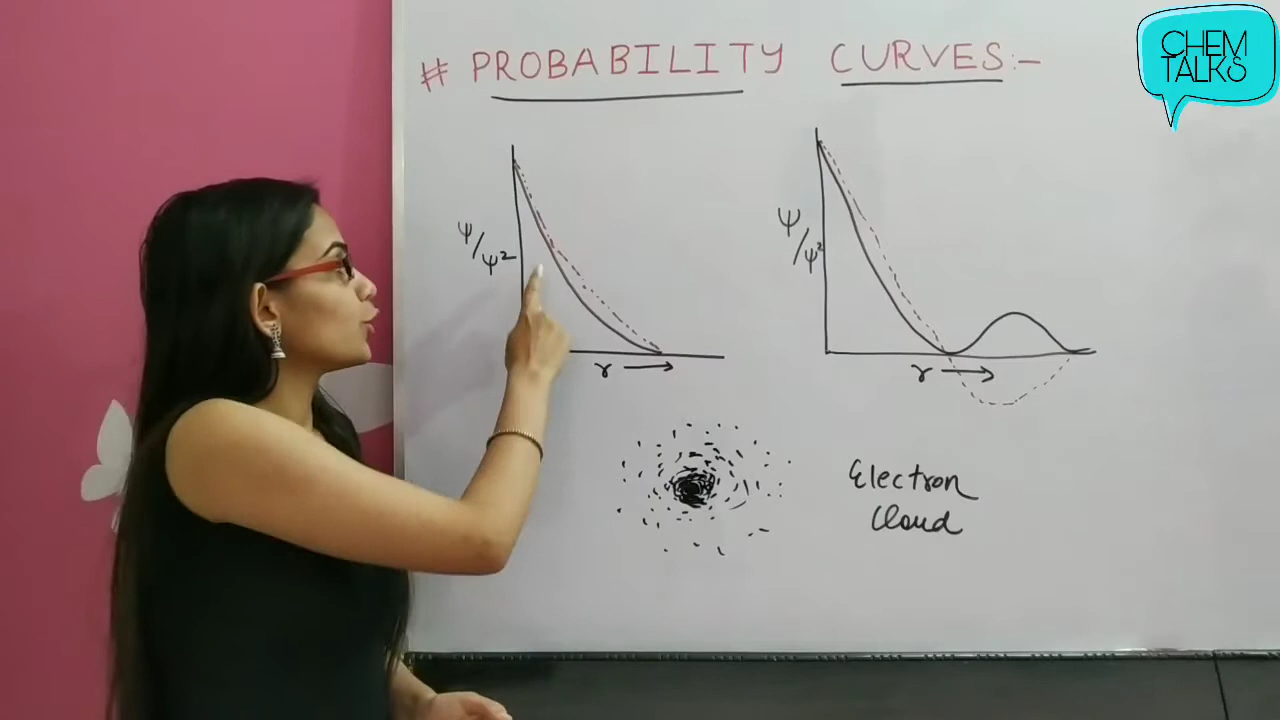 # PROBABILITY CURVES:-
CHEM
TALKS
ψ/ψ²
r →
ψ/ψ²
r →
Electron
Cloud